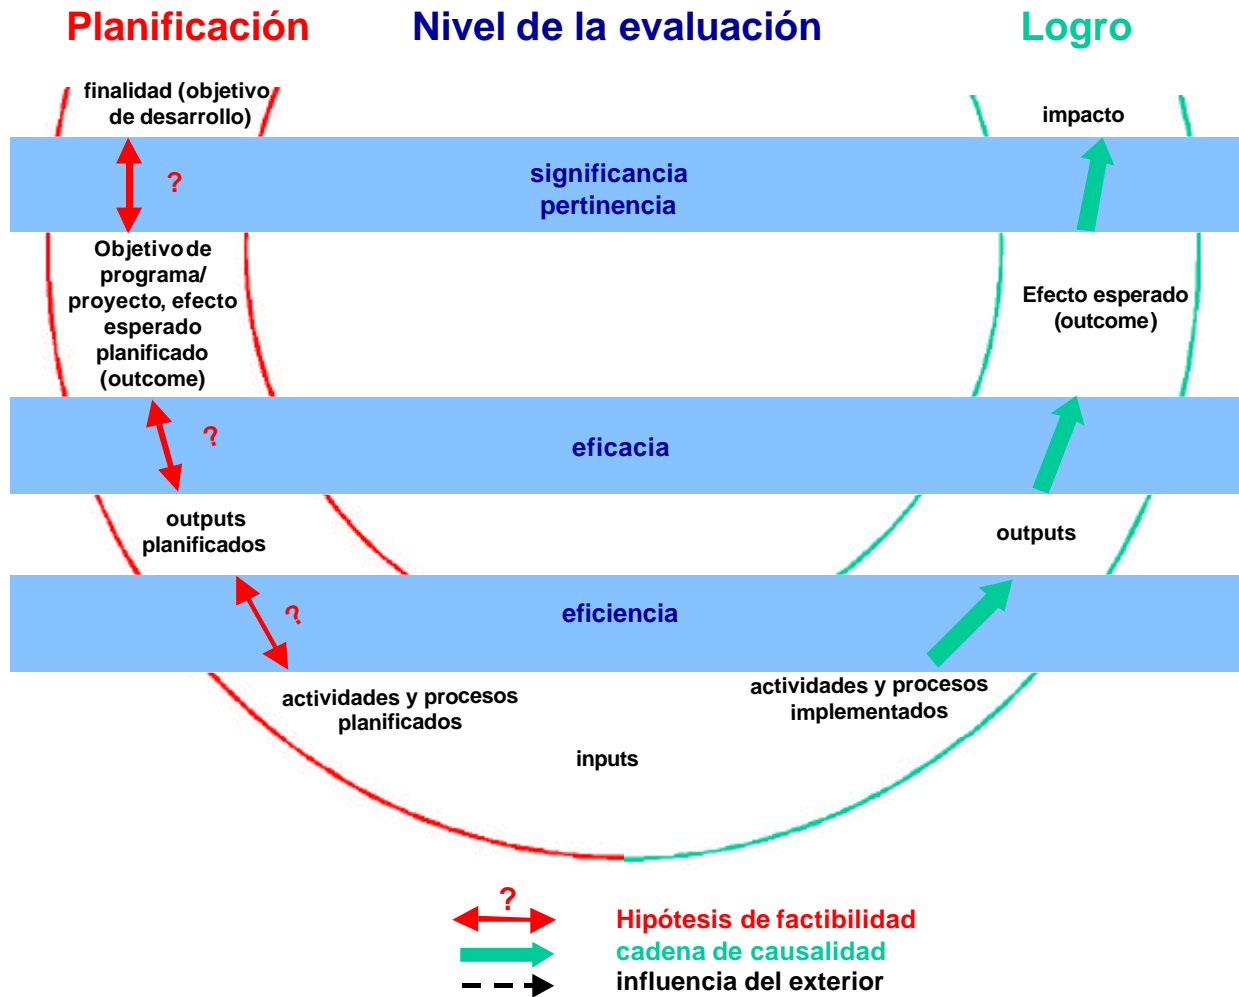 Planificación
Nivel de la evaluación
Logro
finalidad (objetivo
de desarrollo)
impacto
?
significancia
pertinencia
Objetivo de
programa/
proyecto, efecto
esperado
planificado
(outcome)
Efecto esperado
(outcome)
?
eficacia
outputs
planificados
outputs
?
eficiencia
actividades y procesos
planificados
actividades y procesos
implementados
inputs
?
Hipótesis de factibilidad
cadena de causalidad
influencia del exterior